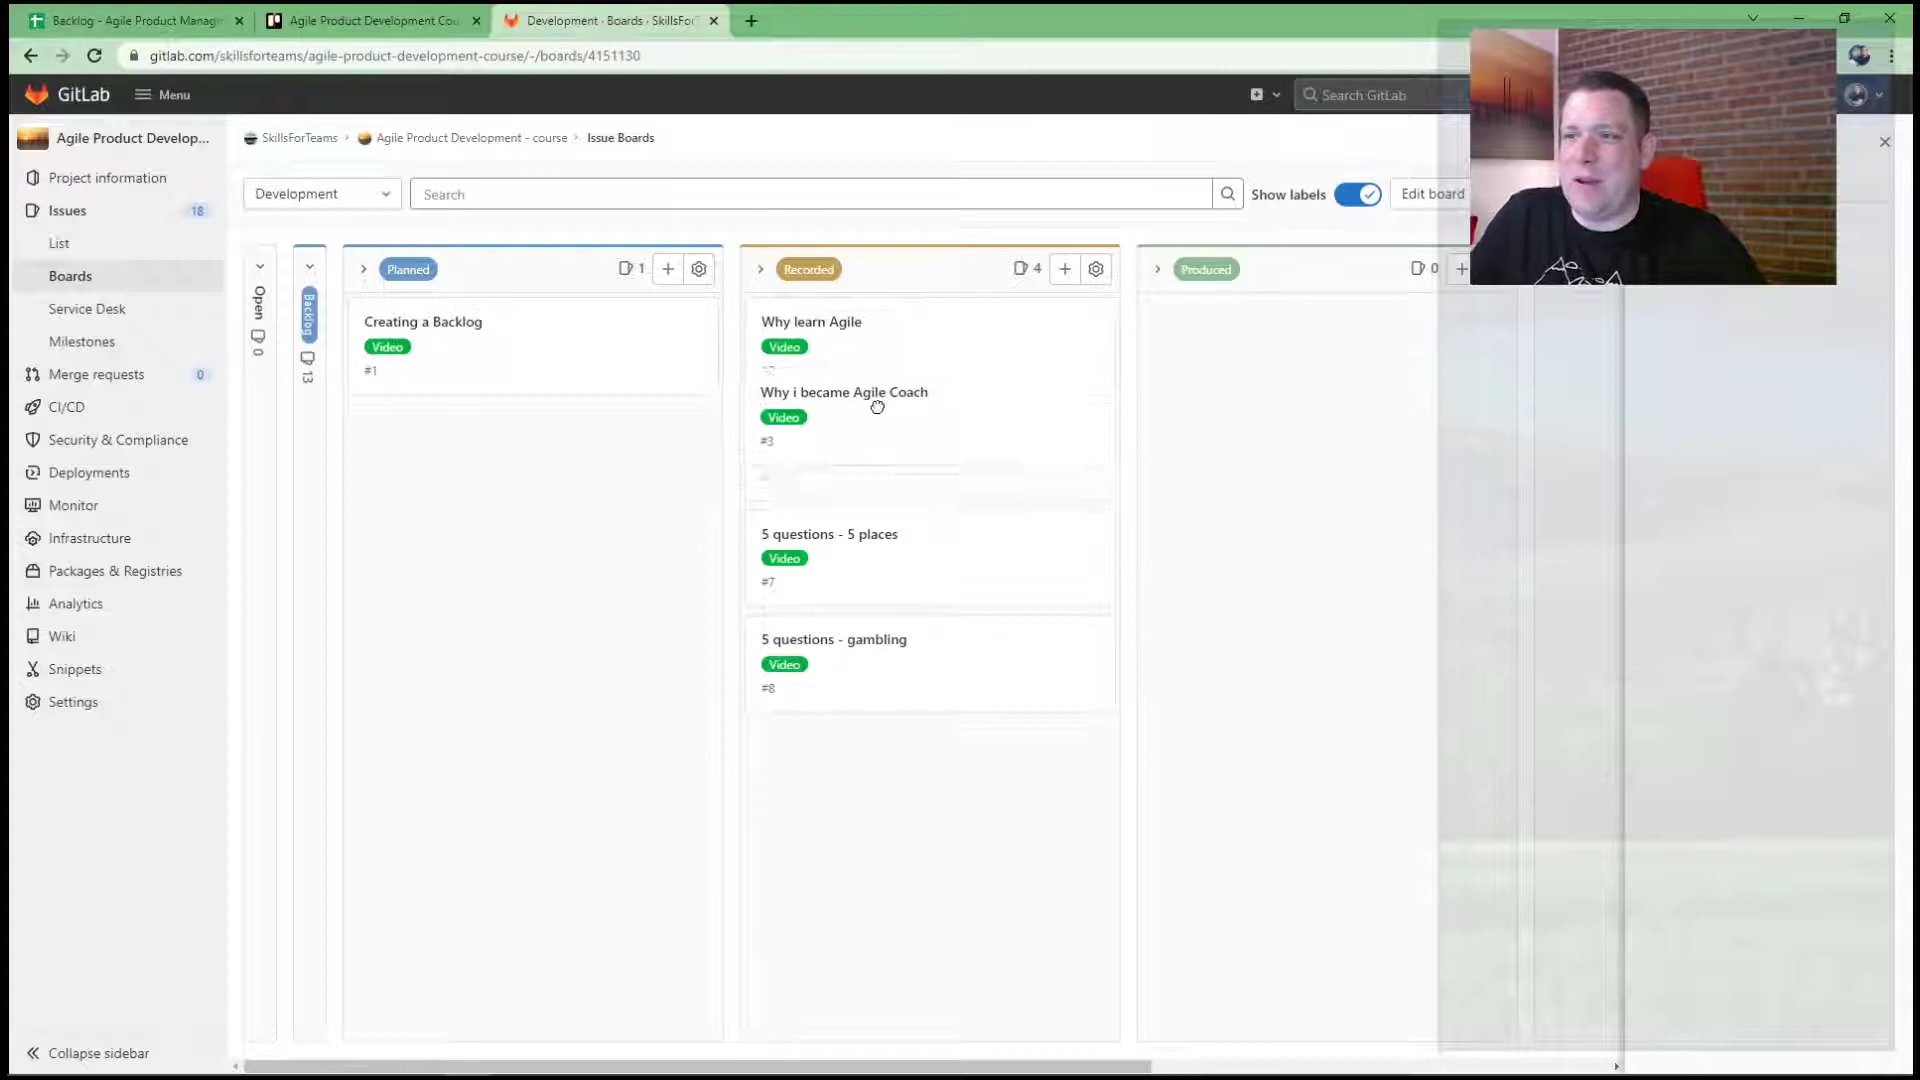 Backlog - Agile Product Manag
Agile Product Development Cou
Development · Boards · SkillsFor
gitlab.com/skillsforteams/agile-product-development-course/-/boards/4151130
GitLab
Menu
Search GitLab
Agile Product Develop...
SkillsForTeams
Agile Product Development - course
Issue Boards
Project information
Issues
18
List
Boards
Service Desk
Milestones
Merge requests
0
CI/CD
Security & Compliance
Deployments
Monitor
Infrastructure
Packages & Registries
Analytics
Wiki
Snippets
Settings
Collapse sidebar
Development
Search
Show labels
Edit board
Open
0
Backlog
13
Planned
1
Creating a Backlog
Video
#1
Recorded
4
Why learn Agile
Video
Why i became Agile Coach
Video
#3
5 questions - 5 places
Video
#7
5 questions - gambling
Video
#8
Produced
0